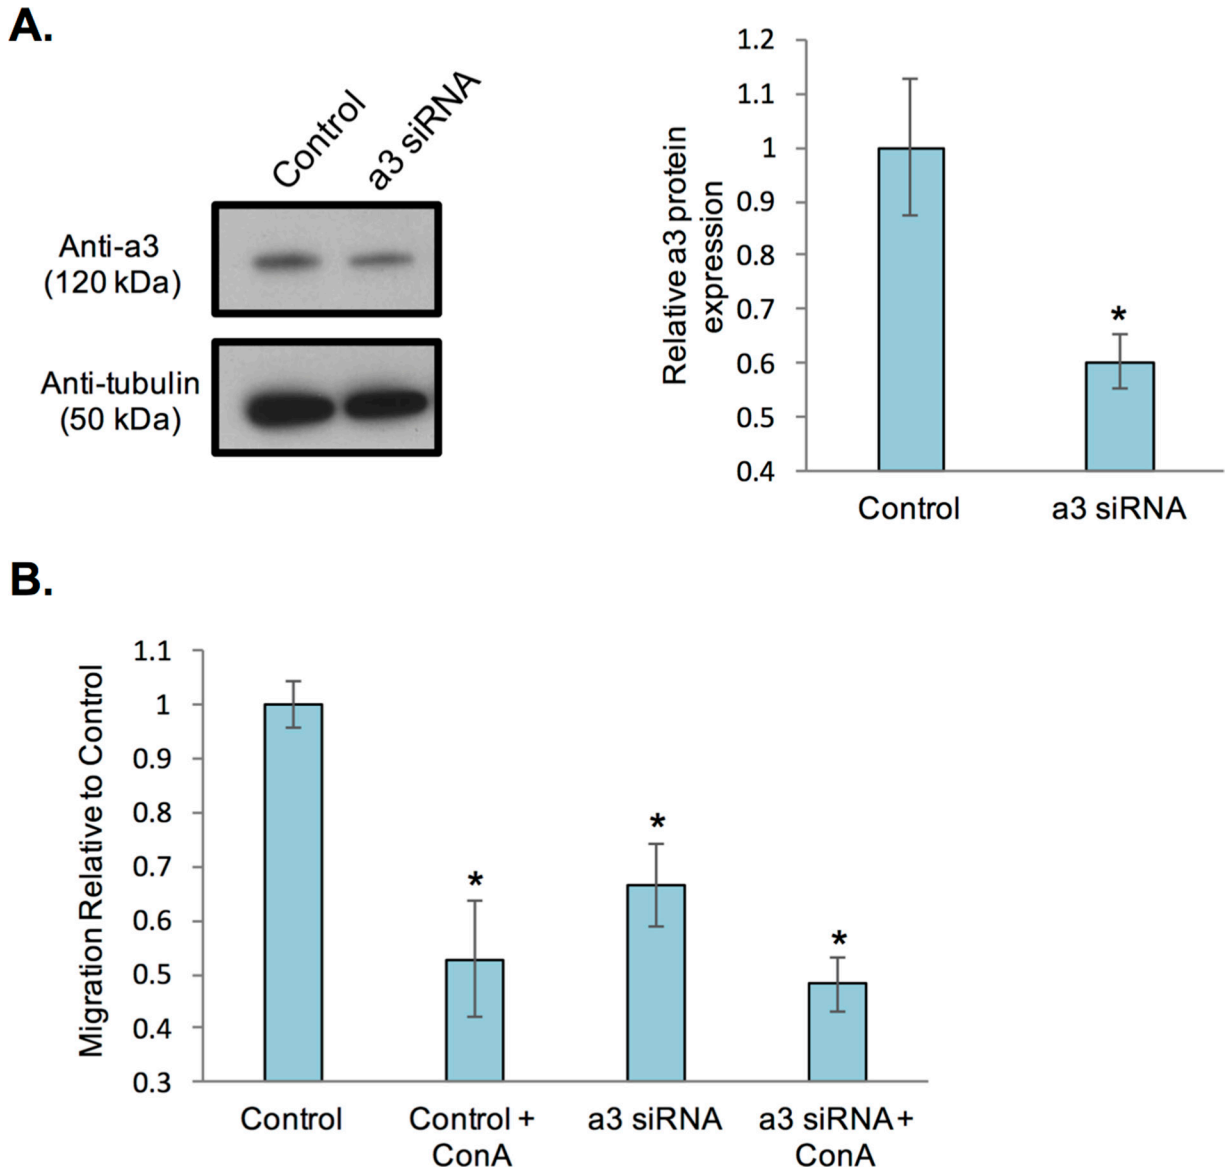 A.
Control
a3 siRNA
Anti-a3
(120 kDa)
Anti-tubulin
(50 kDa)
Relative a3 protein
expression
1.2
1.1
1
0.9
0.8
0.7
0.6
0.5
0.4
*
Control
a3 siRNA
B.
Migration Relative to Control
1.1
1
0.9
0.8
0.7
0.6
0.5
0.4
0.3
*
*
*
Control
Control +
ConA
a3 siRNA
a3 siRNA +
ConA